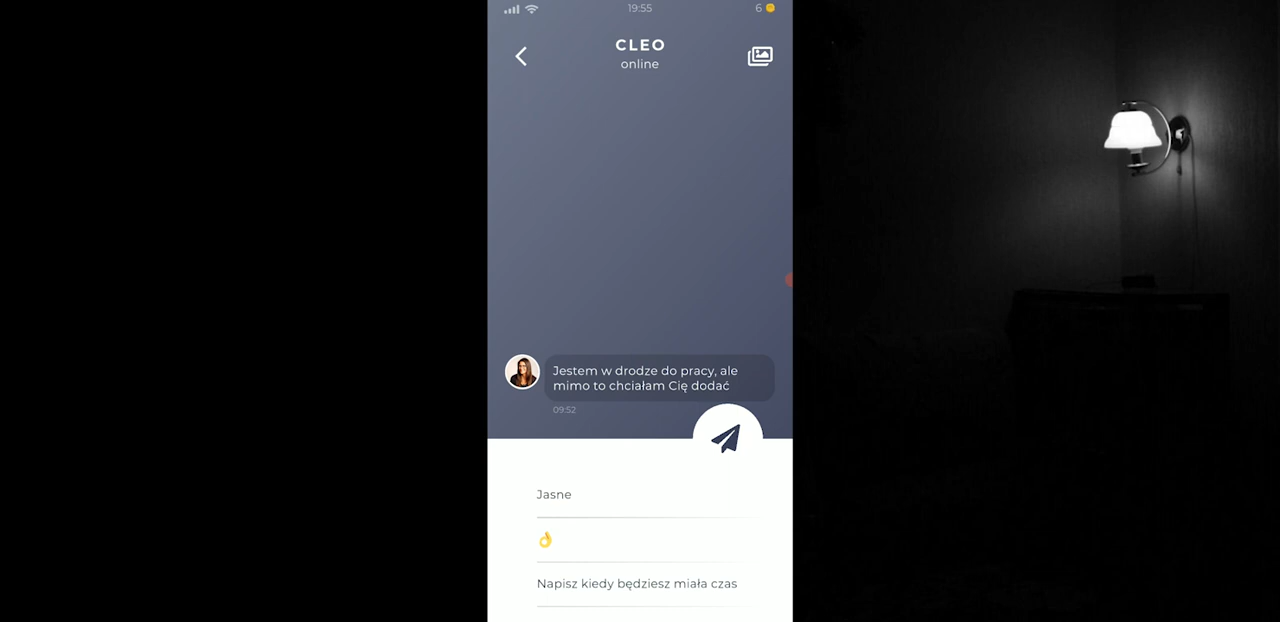 19:55
6
CLEO
online
Jestem w drodze do pracy, ale
mimo to chciałam Cię dodać
09:52
Jasne
👌
Napisz kiedy będziesz miała czas